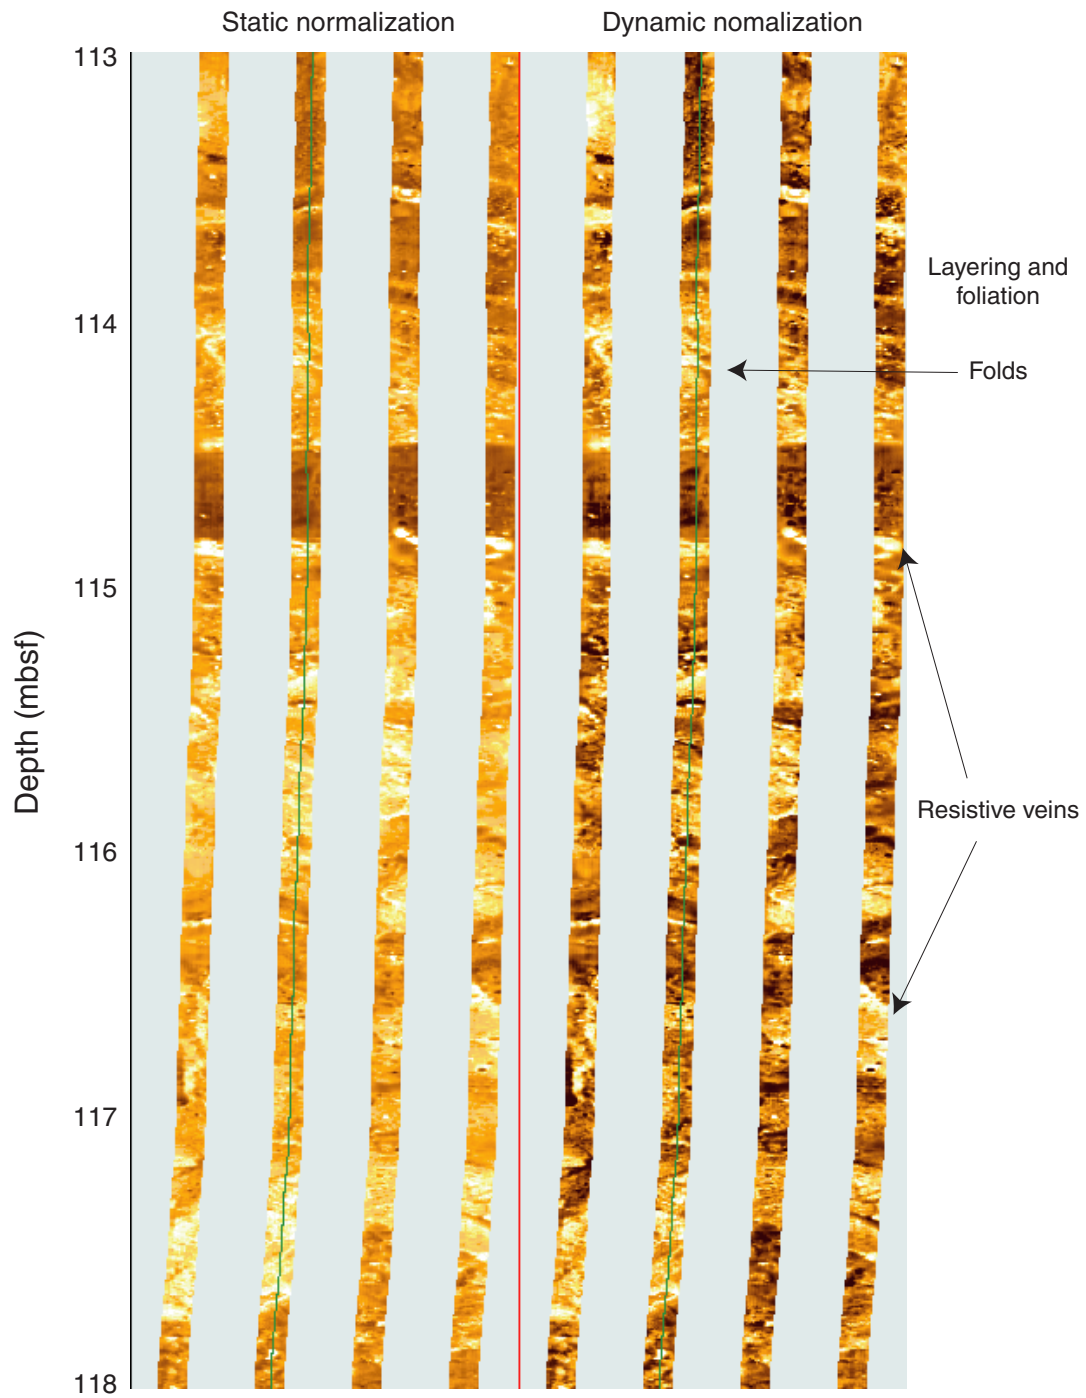 Static normalization
Dynamic nomalization
113
114
115
116
117
118
Depth (mbsf)
Layering and
foliation
Folds
Resistive veins